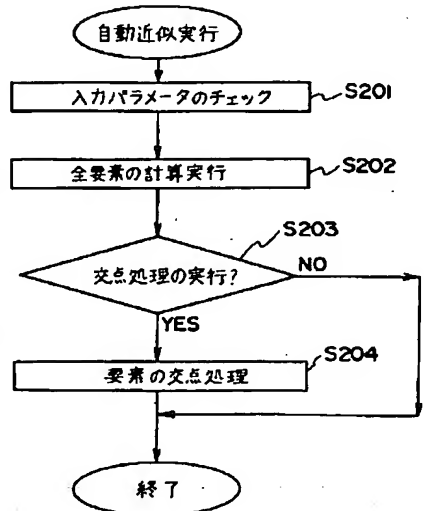 自動近似実行
入力パラメータのチェック
S201
全要素の計算実行
S202
S203
交点処理の実行?
NO
YES
S204
要素の交点処理
終了